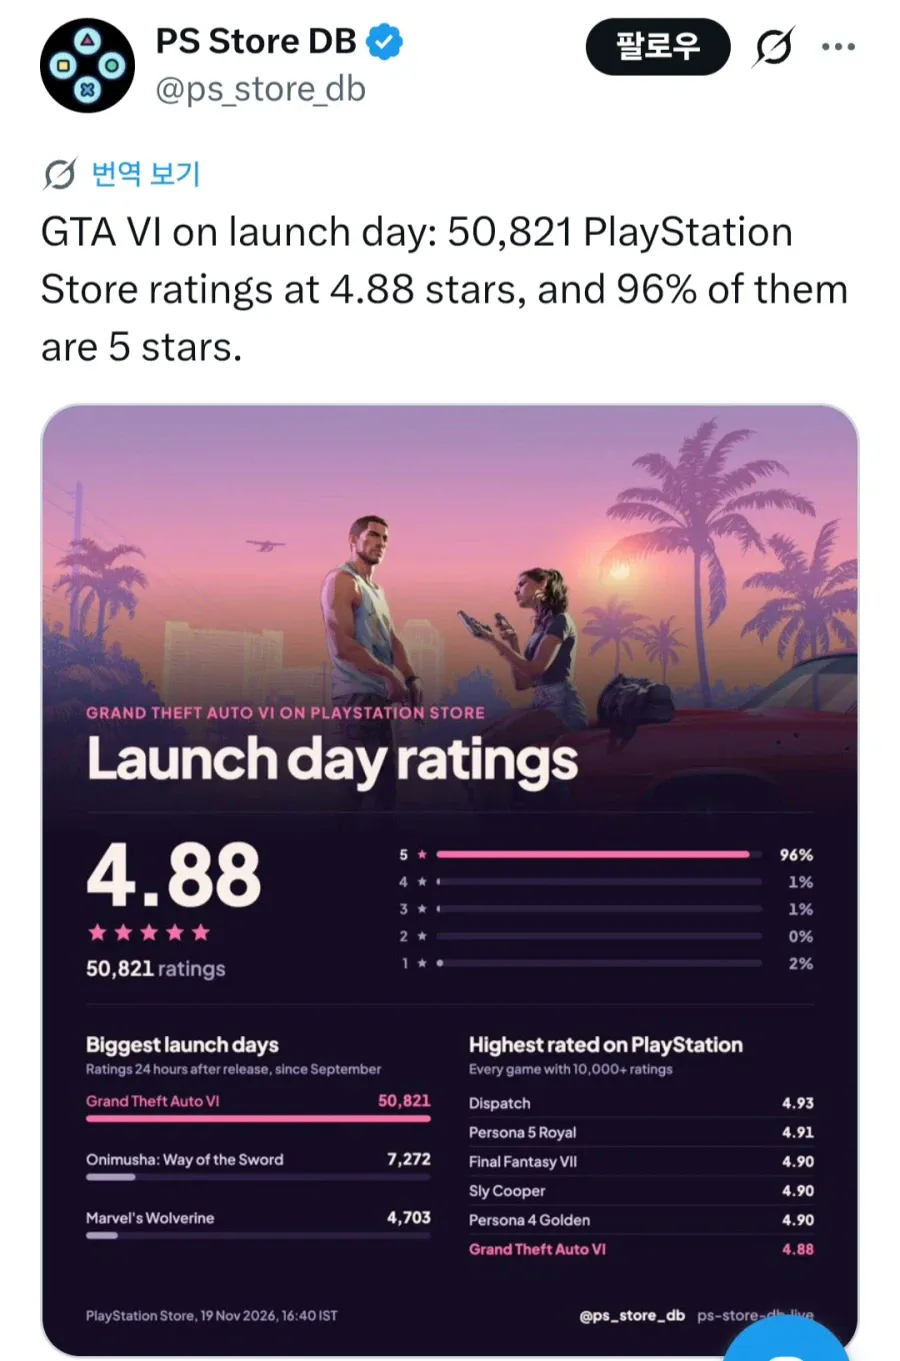 PS Store DB
@ps_store_db
팔로우
번역 보기
GTA VI on launch day: 50,821 PlayStation
Store ratings at 4.88 stars, and 96% of them
are 5 stars.
GRAND THEFT AUTO VI ON PLAYSTATION STORE
Launch day ratings
4.88
50,821 ratings
5 ★ 96%
4 ★ 1%
3 ★ 1%
2 ★ 0%
1 ★ 2%
Biggest launch days
Ratings 24 hours after release, since September
Grand Theft Auto VI 50,821
Onimusha: Way of the Sword 7,272
Marvel's Wolverine 4,703
Highest rated on PlayStation
Every game with 10,000+ ratings
Dispatch 4.93
Persona 5 Royal 4.91
Final Fantasy VII 4.90
Sly Cooper 4.90
Persona 4 Golden 4.90
Grand Theft Auto VI 4.88
PlayStation Store, 19 Nov 2026, 16:40 IST
@ps_store_db ps-store-db.live